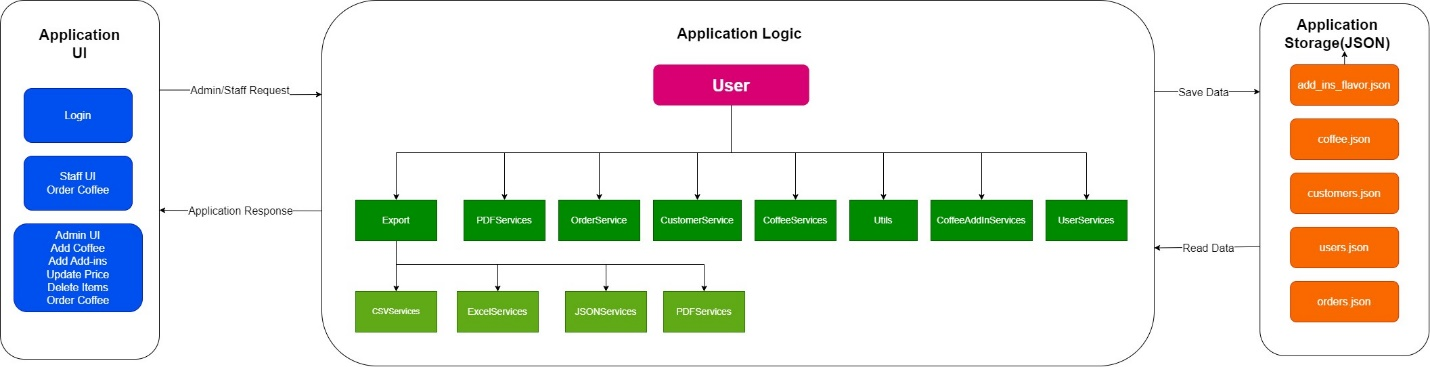 Application
UI
Login
Staff UI
Order Coffee
Admin UI
Add Coffee
Add Add-ins
Update Price
Delete Items
Order Coffee
Admin/Staff Request
Application Response
Application Logic
User
Export
PDFServices
OrderService
CustomerService
CoffeeServices
Utils
CoffeeAddInServices
UserServices
CSVServices
ExcelServices
JSONServices
PDFServices
Save Data
Read Data
Application
Storage(JSON)
add_ins_flavor.json
coffee.json
customers.json
users.json
orders.json